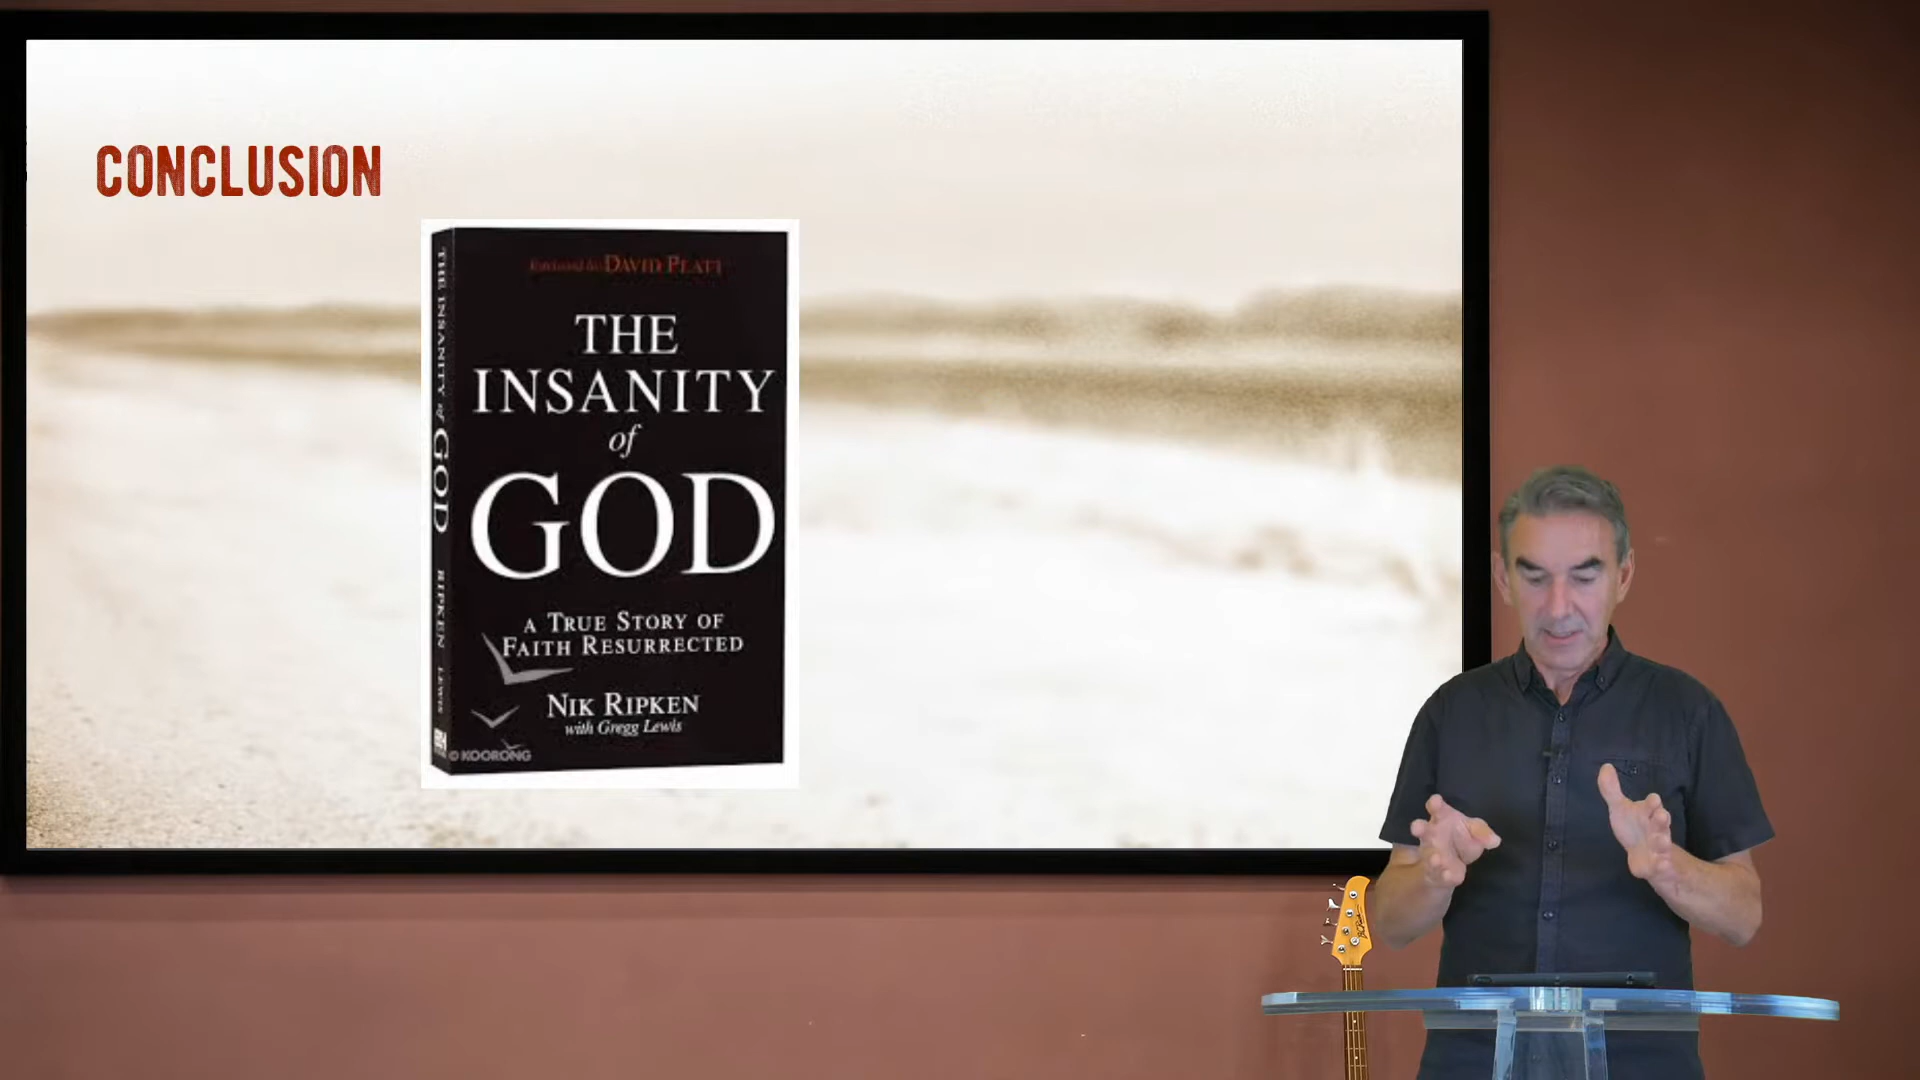 CONCLUSION
DAVID PLATT
THE
INSANITY
of
GOD
A TRUE STORY OF
FAITH RESURRECTED
NIK RIPKEN
with Gregg Lewis
© KOORONG
THE INSANITY of GOD RIPKEN LEWIS